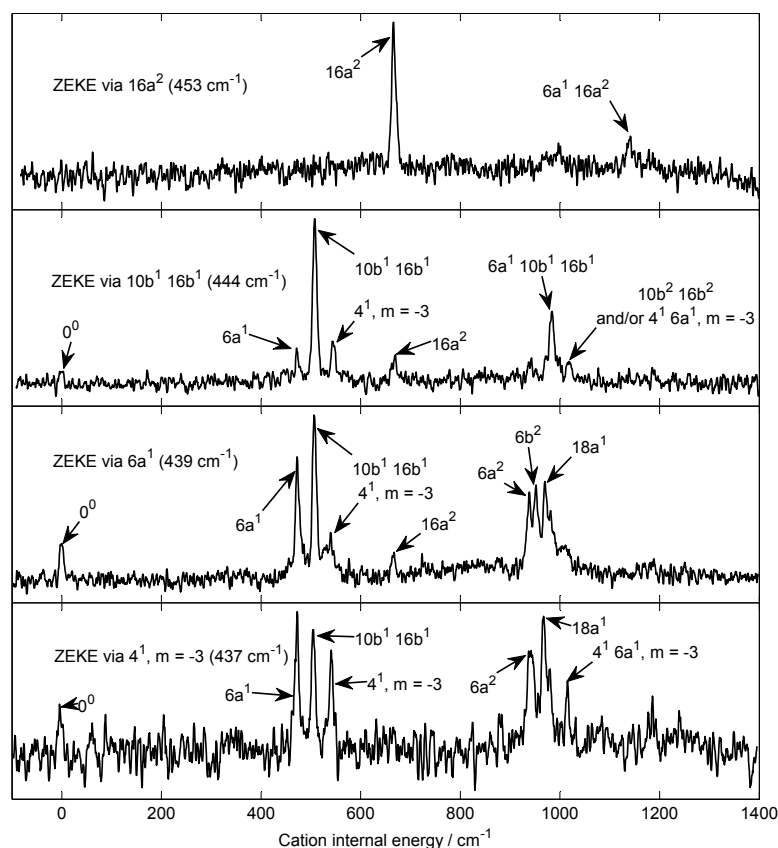 16a²
ZEKE via 16a² (453 cm⁻¹)
6a¹ 16a²
10b¹ 16b¹
ZEKE via 10b¹ 16b¹ (444 cm⁻¹)
6a¹ 10b¹ 16b¹
10b² 16b²
and/or 4¹ 6a¹, m = -3
4¹, m = -3
6a¹
16a²
0⁰
ZEKE via 6a¹ (439 cm⁻¹)
10b¹ 16b¹
6b²
18a¹
6a²
4¹, m = -3
0⁰
6a¹
16a²
18a¹
10b¹ 16b¹
ZEKE via 4¹, m = -3 (437 cm⁻¹)
4¹ 6a¹, m = -3
6a¹
4¹, m = -3
6a²
0⁰
0 200 400 600 800 1000 1200 1400
Cation internal energy / cm⁻¹